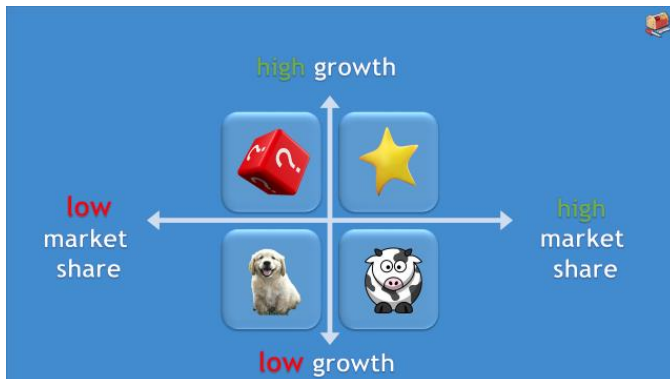 high growth
? ?
low
market
share
high
market
share
low growth